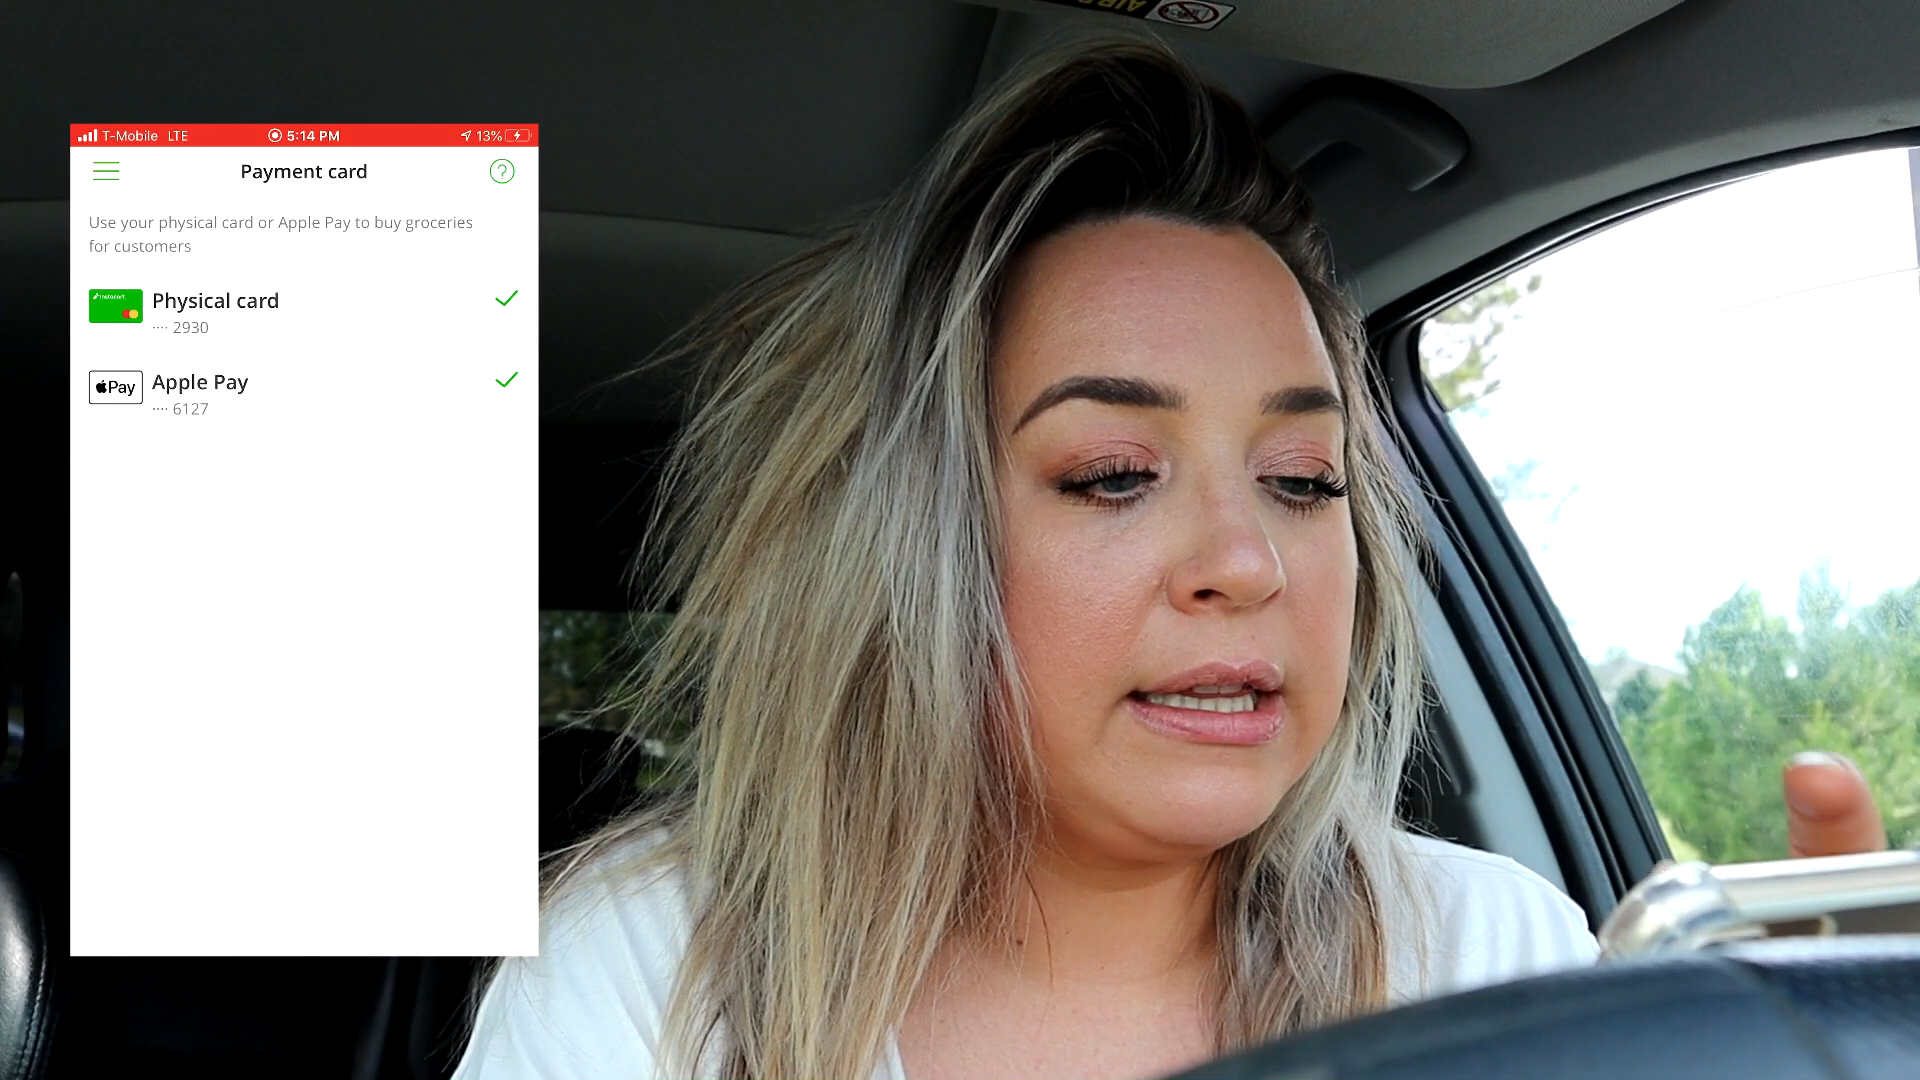 T-Mobile LTE 5:14 PM 13%
Payment card
Use your physical card or Apple Pay to buy groceries
for customers
instacart
Physical card
···· 2930
Pay
Apple Pay
···· 6127